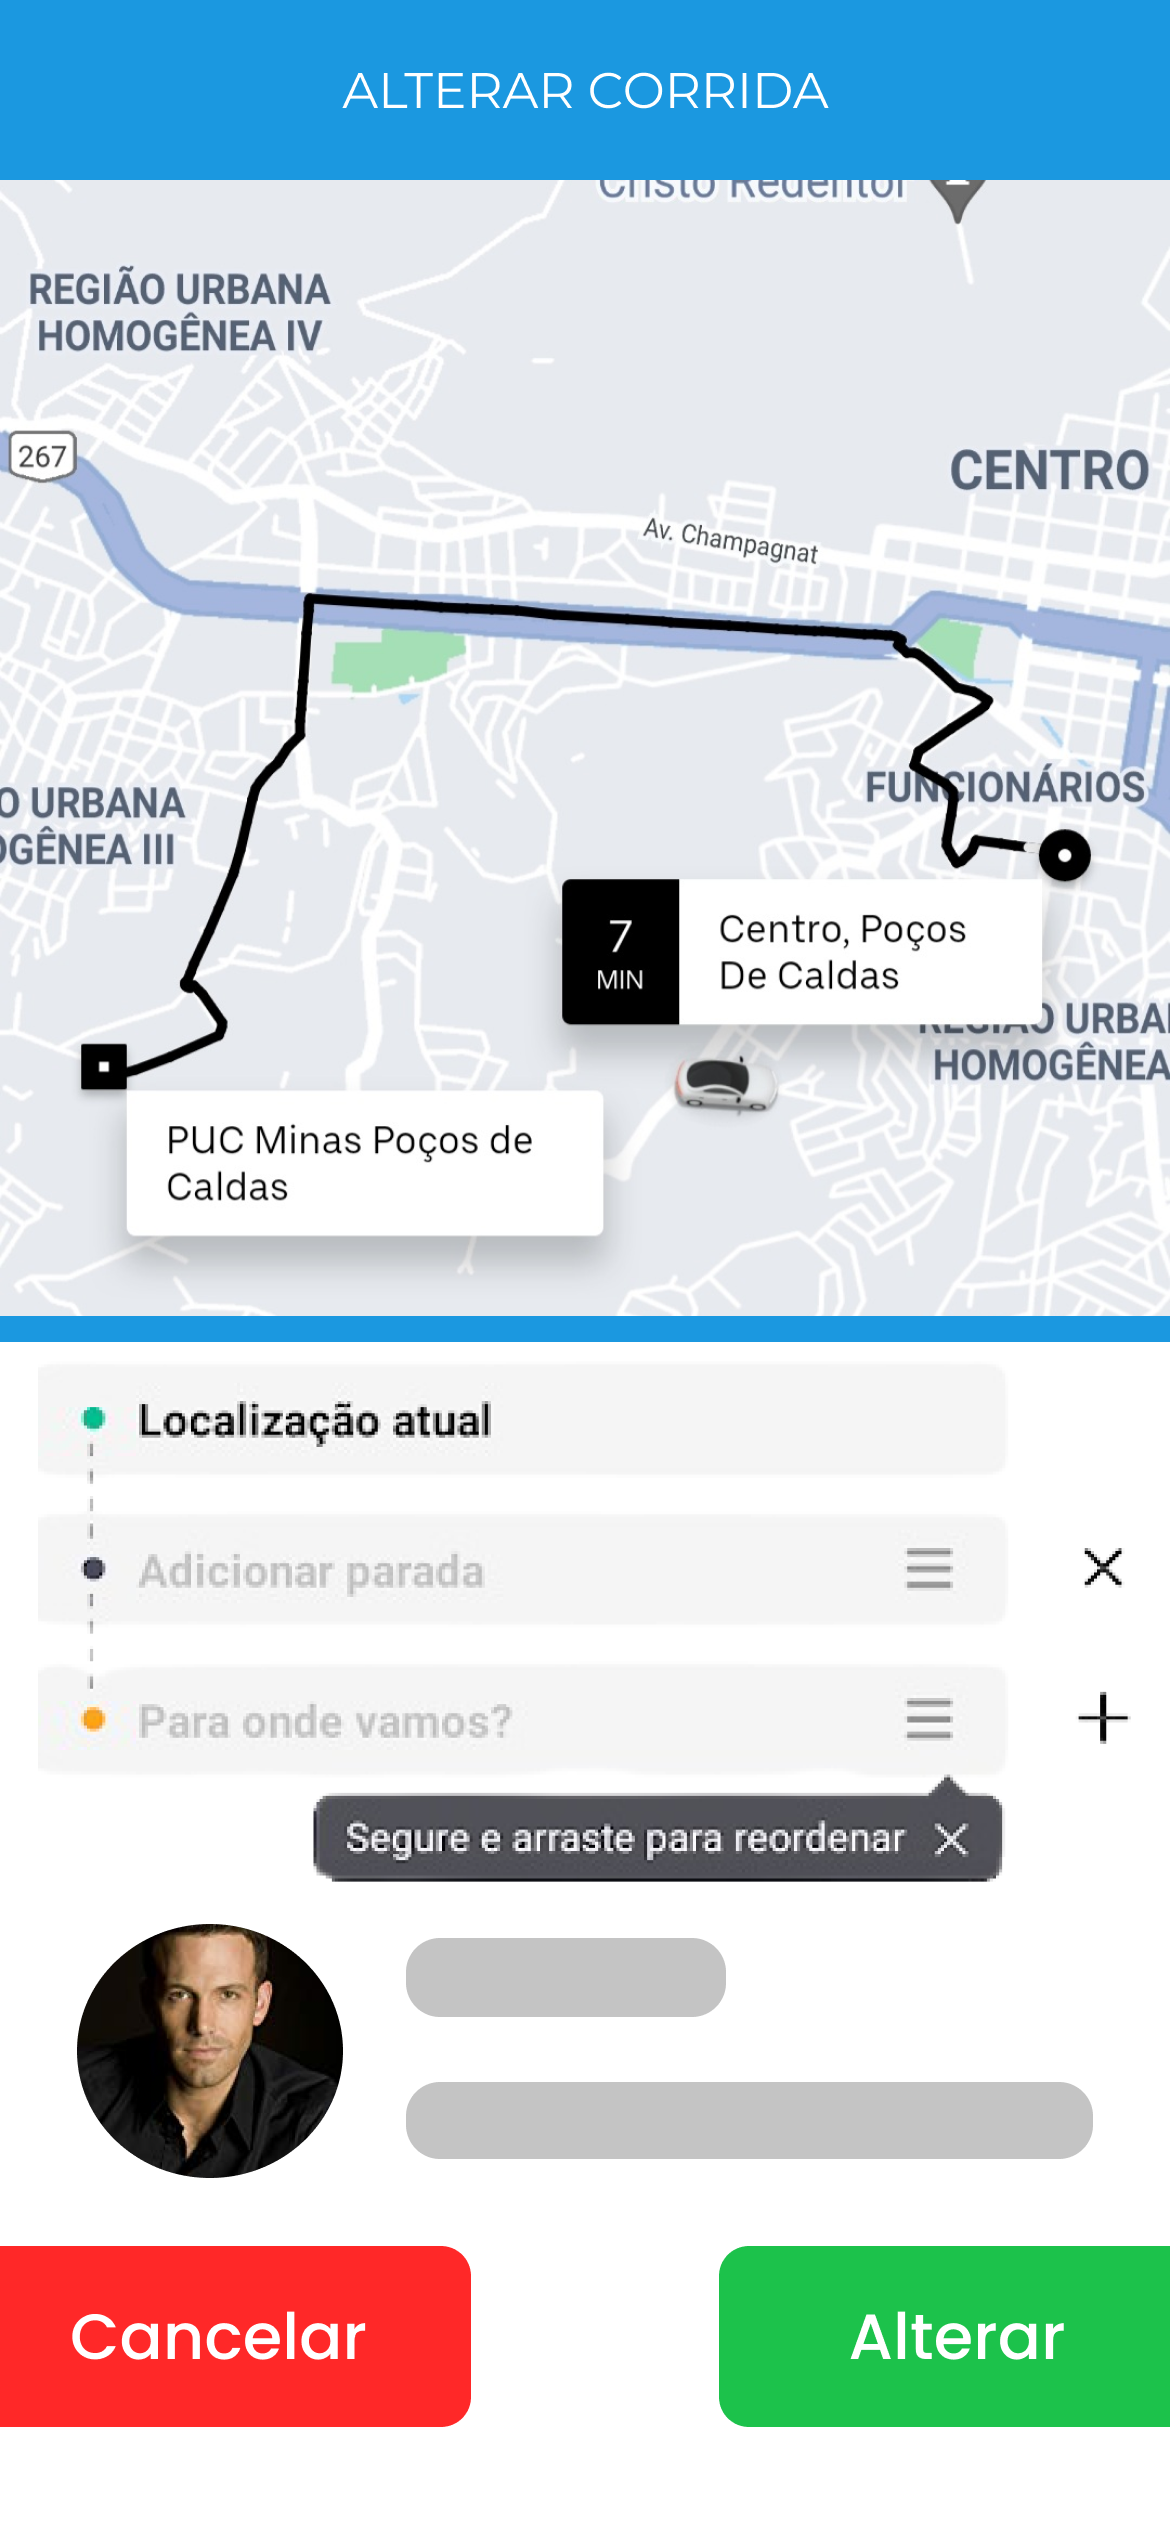 ALTERAR CORRIDA
Cristo Redentor
REGIÃO URBANA
HOMOGÊNEA IV
267
CENTRO
Av. Champagnat
O URBANA
OGÊNEA III
FUNCIONÁRIOS
7
MIN
Centro, Poços
De Caldas
REGIÃO URBA
HOMOGÊNEA
PUC Minas Poços de
Caldas
Localização atual
Adicionar parada
Para onde vamos?
Segure e arraste para reordenar
Cancelar
Alterar